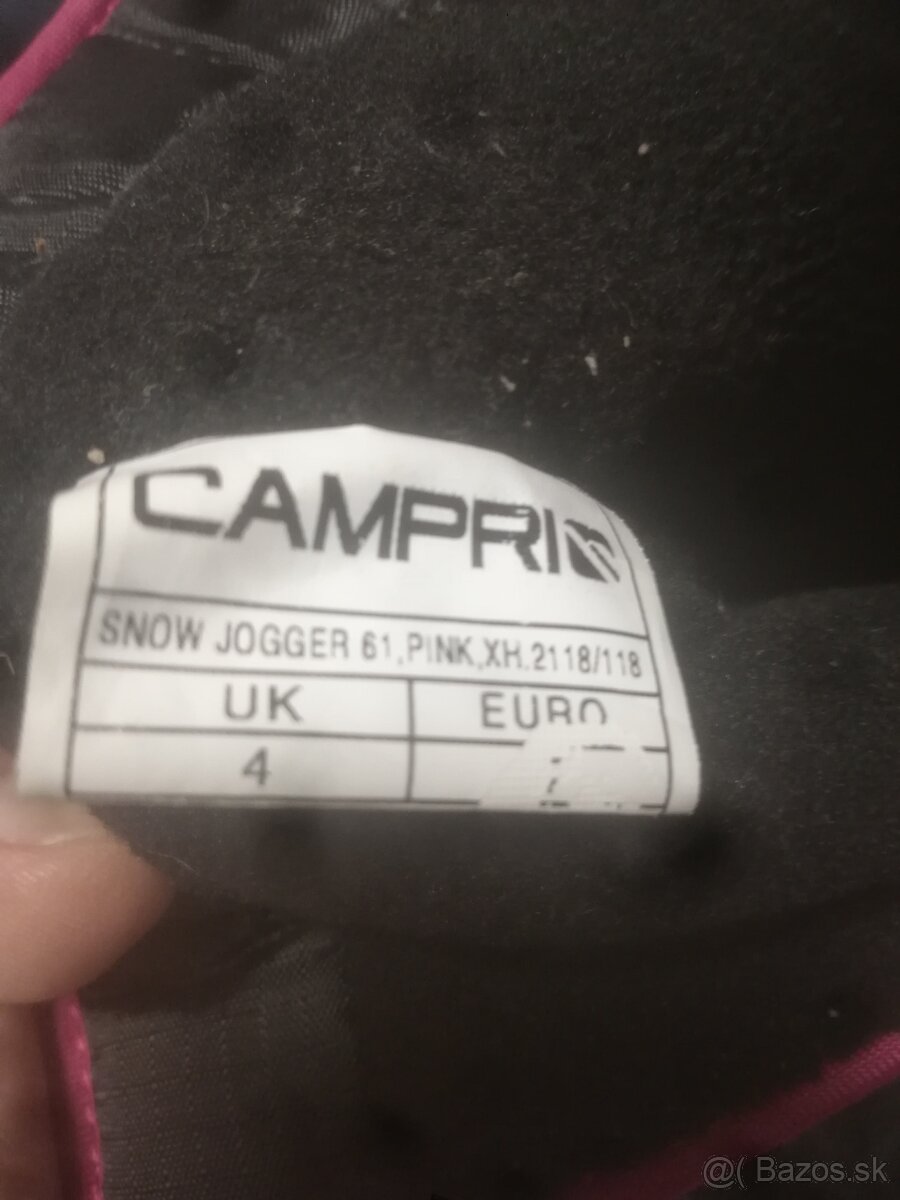 CAMPRI
SNOW JOGGER 61,PINK,XH.2118/118
UK EURO
4
@( Bazos.sk